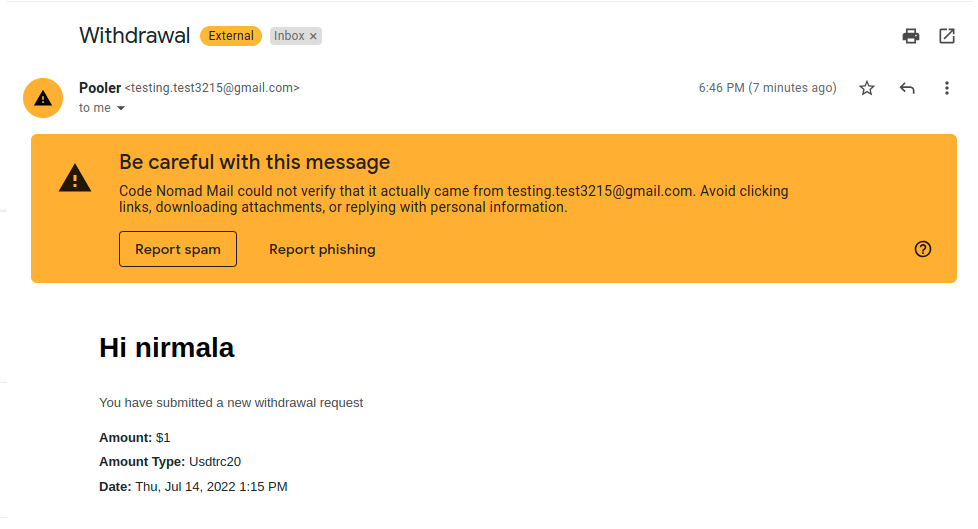 Withdrawal External Inbox ×
Pooler <testing.test3215@gmail.com> 6:46 PM (7 minutes ago)
to me
Be careful with this message
Code Nomad Mail could not verify that it actually came from testing.test3215@gmail.com. Avoid clicking
links, downloading attachments, or replying with personal information.
Report spam Report phishing
Hi nirmala
You have submitted a new withdrawal request
Amount: $1
Amount Type: Usdtrc20
Date: Thu, Jul 14, 2022 1:15 PM